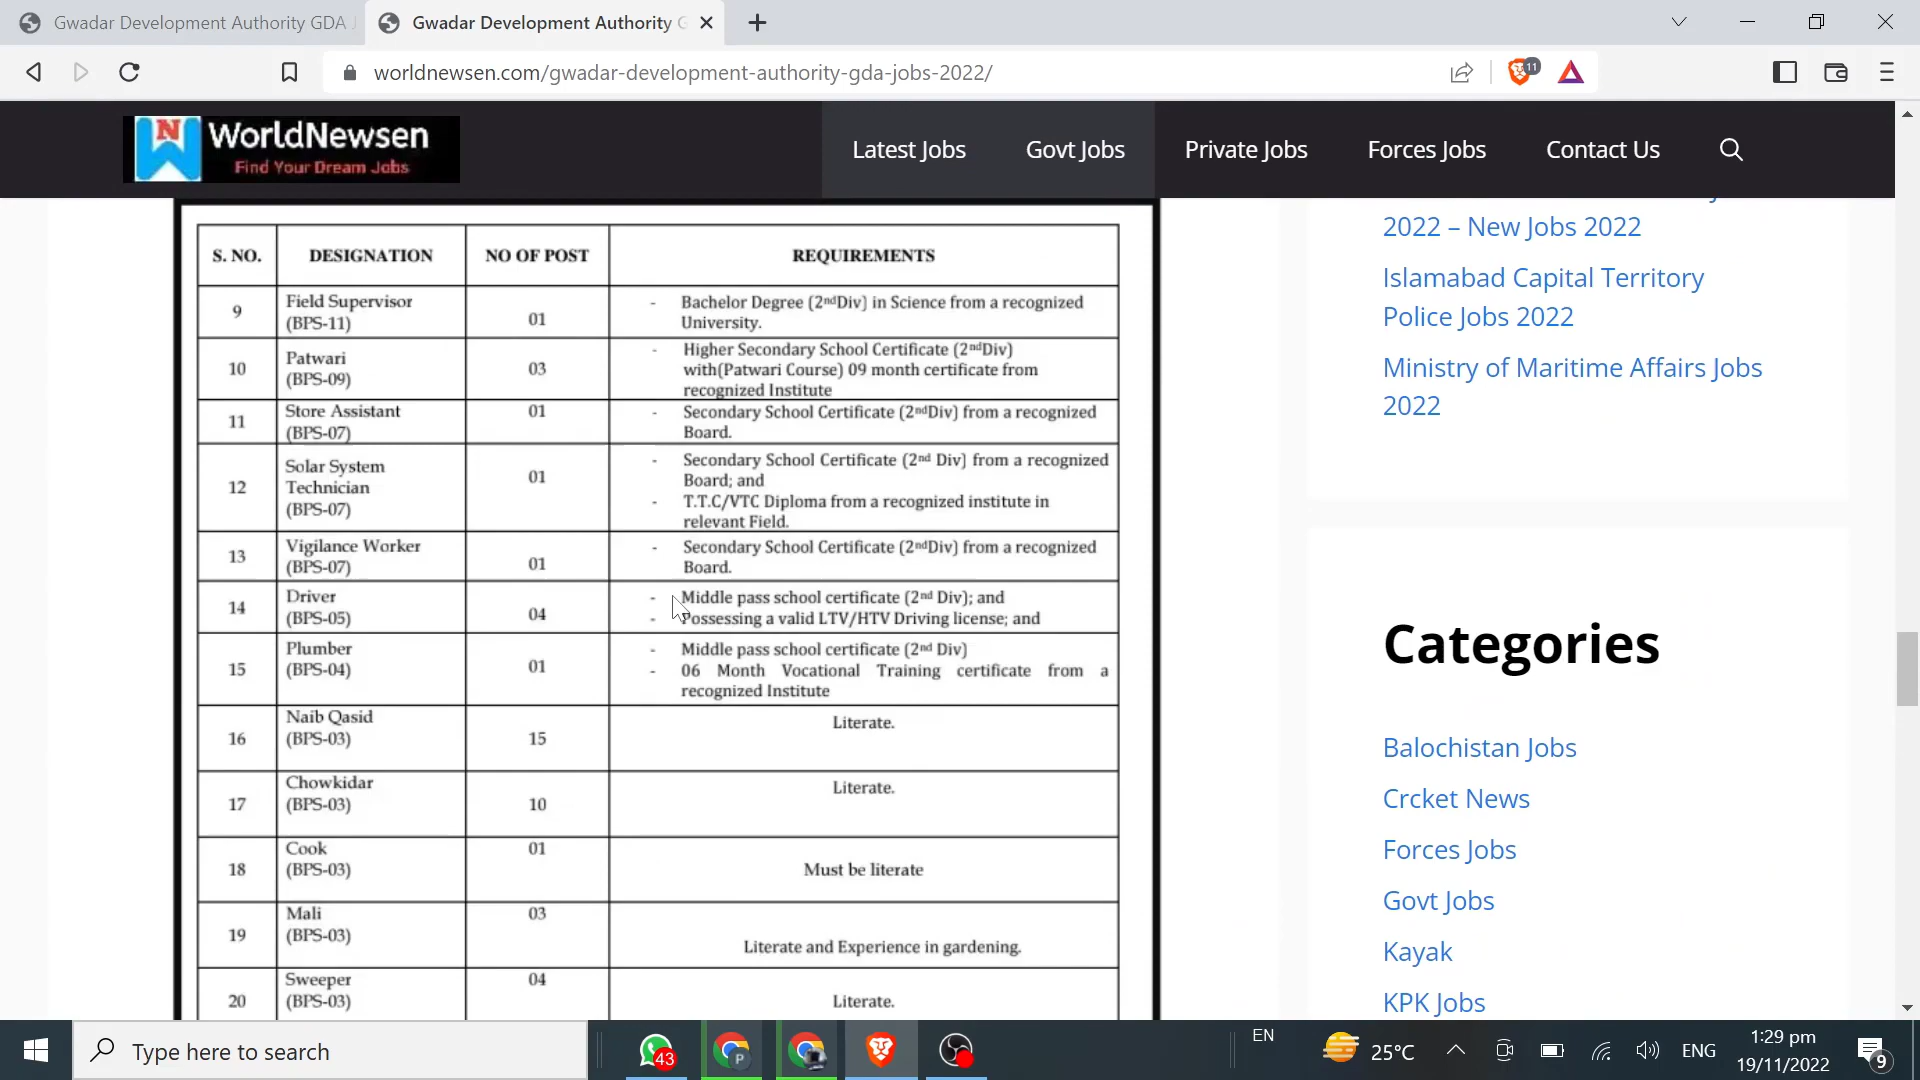 Gwadar Development Authority GDA J
Gwadar Development Authority G
worldnewsen.com/gwadar-development-authority-gda-jobs-2022/
11
N WorldNewsen
Find Your Dream Jobs
Latest Jobs
Govt Jobs
Private Jobs
Forces Jobs
Contact Us
S. NO. DESIGNATION NO OF POST REQUIREMENTS
9 Field Supervisor (BPS-11) 01
- Bachelor Degree (2ndDiv) in Science from a recognized
University.
10 Patwari (BPS-09) 03
- Higher Secondary School Certificate (2ndDiv)
with(Patwari Course) 09 month certificate from
recognized Institute
11 Store Assistant (BPS-07) 01
- Secondary School Certificate (2ndDiv) from a recognized
Board.
12 Solar System Technician (BPS-07) 01
- Secondary School Certificate (2nd Div) from a recognized
Board; and
- T.T.C/VTC Diploma from a recognized institute in
relevant Field.
13 Vigilance Worker (BPS-07) 01
- Secondary School Certificate (2ndDiv) from a recognized
Board.
14 Driver (BPS-05) 04
- Middle pass school certificate (2nd Div); and
- Possessing a valid LTV/HTV Driving license; and
15 Plumber (BPS-04) 01
- Middle pass school certificate (2nd Div)
- 06 Month Vocational Training certificate from a
recognized Institute
16 Naib Qasid (BPS-03) 15 Literate.
17 Chowkidar (BPS-03) 10 Literate.
18 Cook (BPS-03) 01 Must be literate
19 Mali (BPS-03) 03 Literate and Experience in gardening.
20 Sweeper (BPS-03) 04 Literate.
2022 – New Jobs 2022
Islamabad Capital Territory
Police Jobs 2022
Ministry of Maritime Affairs Jobs
2022
Categories
Balochistan Jobs
Crcket News
Forces Jobs
Govt Jobs
Kayak
KPK Jobs
Type here to search
43
P
EN
25°C
ENG
1:29 pm
19/11/2022
9